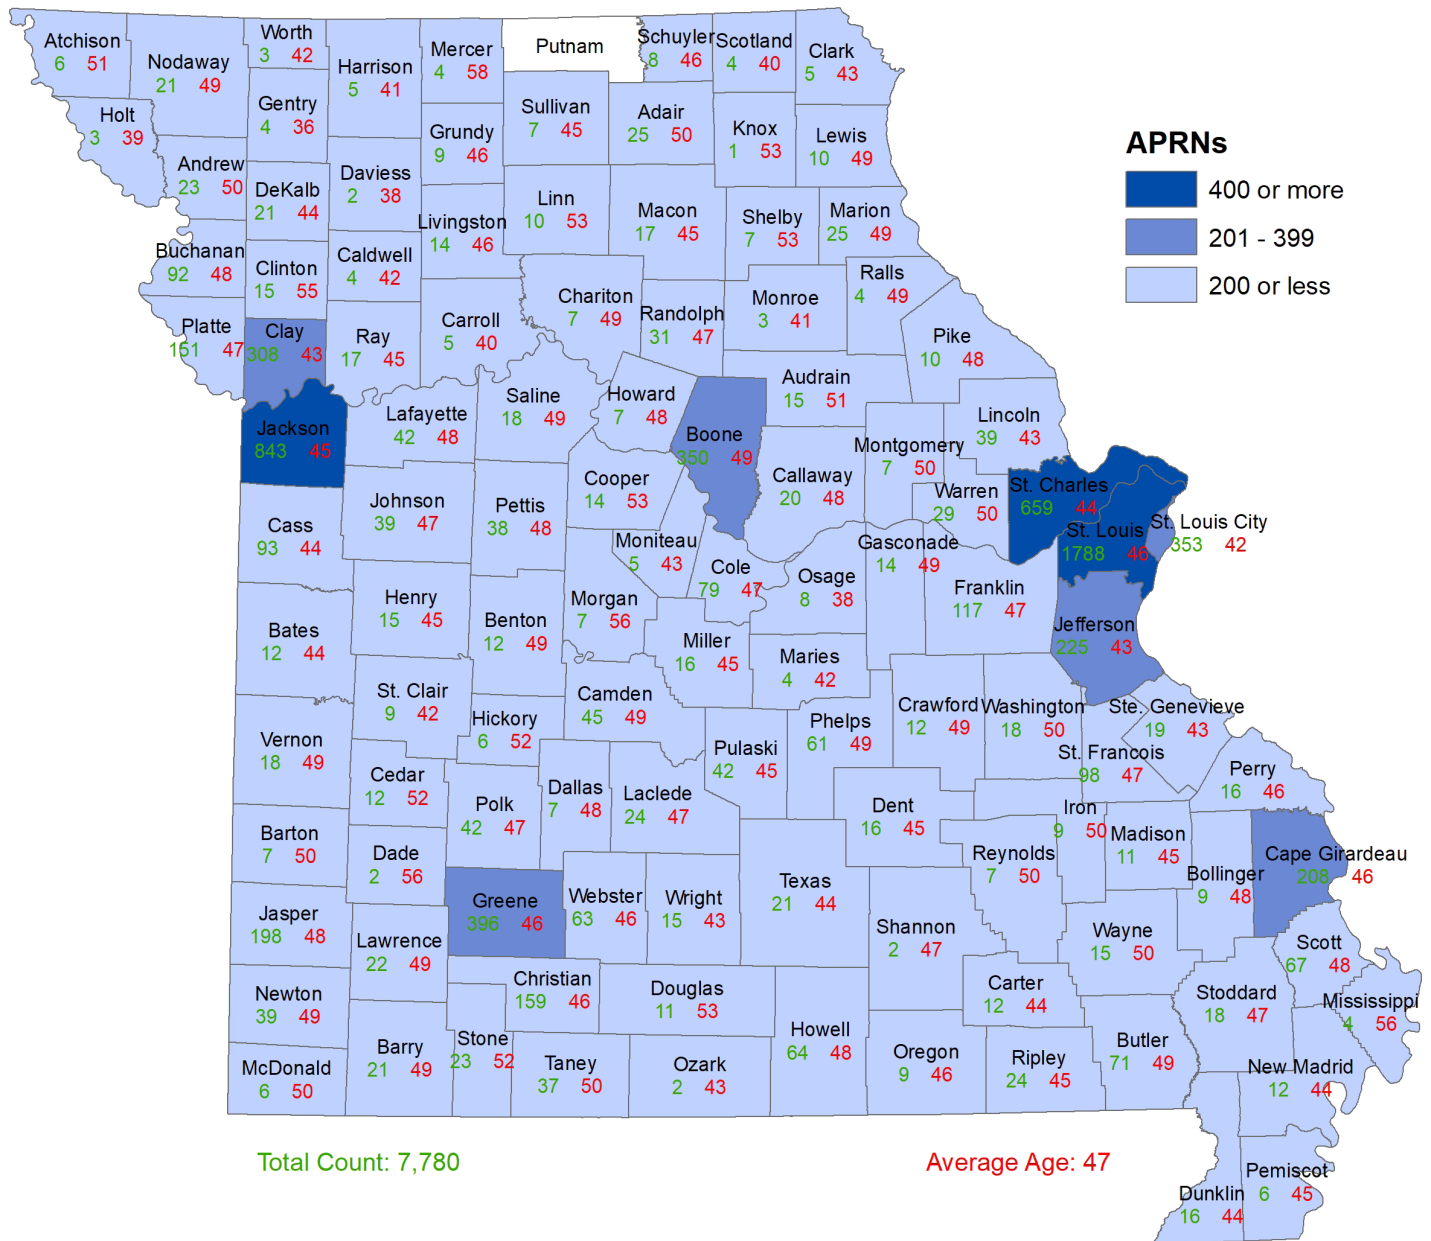 Atchison
6 51
Nodaway
21 49
Worth
3 42
Harrison
5 41
Mercer
4 58
Putnam
Schuyler
8 46
Scotland
4 40
Clark
5 43
Holt
3 39
Gentry
4 36
Grundy
9 46
Sullivan
7 45
Adair
25 50
Knox
1 53
Lewis
10 49
APRNs
400 or more
201 - 399
200 or less
Andrew
23 50
DeKalb
21 44
Daviess
2 38
Livingston
14 46
Linn
10 53
Macon
17 45
Shelby
7 53
Marion
25 49
Buchanan
92 48
Clinton
15 55
Caldwell
4 42
Carroll
5 40
Chariton
7 49
Randolph
31 47
Monroe
3 41
Ralls
4 49
Platte
151 47
Clay
308 43
Ray
17 45
Pike
10 48
Jackson
843 45
Lafayette
42 48
Saline
18 49
Howard
7 48
Boone
350 49
Audrain
15 51
Lincoln
39 43
Montgomery
7 50
Callaway
20 48
Warren
29 50
St. Charles
659 44
St. Louis
1788 46
St. Louis City
353 42
Cass
93 44
Johnson
39 47
Pettis
38 48
Cooper
14 53
Moniteau
5 43
Cole
79 47
Osage
8 38
Gasconade
14 49
Franklin
117 47
Jefferson
225 43
Bates
12 44
Henry
15 45
Benton
12 49
Morgan
7 56
Miller
16 45
Maries
4 42
St. Clair
9 42
Hickory
6 52
Camden
45 49
Pulaski
42 45
Phelps
61 49
Crawford
12 49
Washington
18 50
Ste. Genevieve
19 43
St. Francois
98 47
Perry
16 46
Vernon
18 49
Cedar
12 52
Polk
42 47
Dallas
7 48
Laclede
24 47
Dent
16 45
Iron
9 50
Madison
11 45
Bollinger
9 48
Cape Girardeau
208 46
Barton
7 50
Dade
2 56
Greene
396 46
Webster
63 46
Wright
15 43
Texas
21 44
Reynolds
7 50
Shannon
2 47
Wayne
15 50
Scott
67 48
Jasper
198 48
Lawrence
22 49
Christian
159 46
Douglas
11 53
Howell
64 48
Carter
12 44
Stoddard
18 47
Mississippi
4 56
Newton
39 49
McDonald
6 50
Barry
21 49
Stone
23 52
Taney
37 50
Ozark
2 43
Oregon
9 46
Ripley
24 45
Butler
71 49
New Madrid
12 44
Total Count: 7,780
Average Age: 47
Dunklin
16 44
Pemiscot
6 45